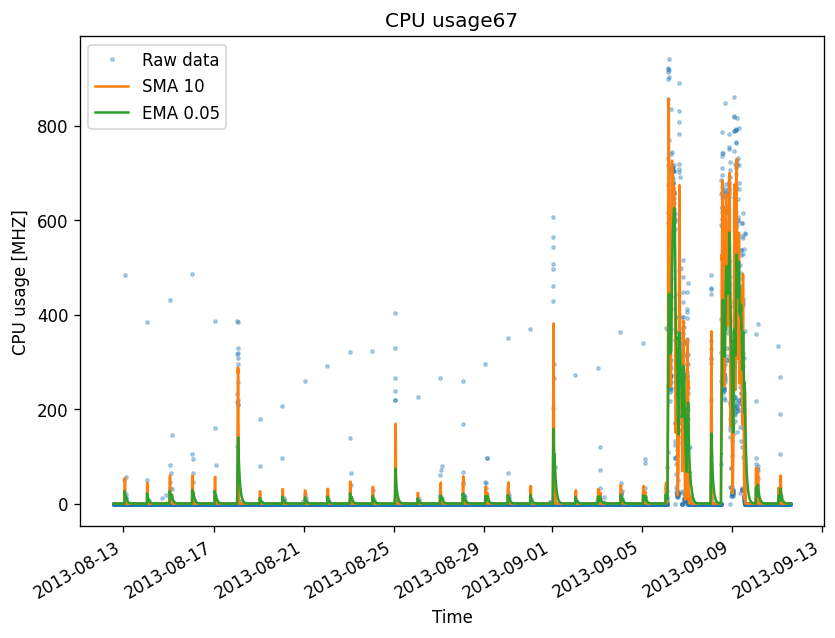 CPU usage67
Raw data
SMA 10
EMA 0.05
CPU usage [MHZ]
800
600
400
200
0
2013-08-13
2013-08-17
2013-08-21
2013-08-25
2013-08-29
2013-09-01
2013-09-05
2013-09-09
2013-09-13
Time